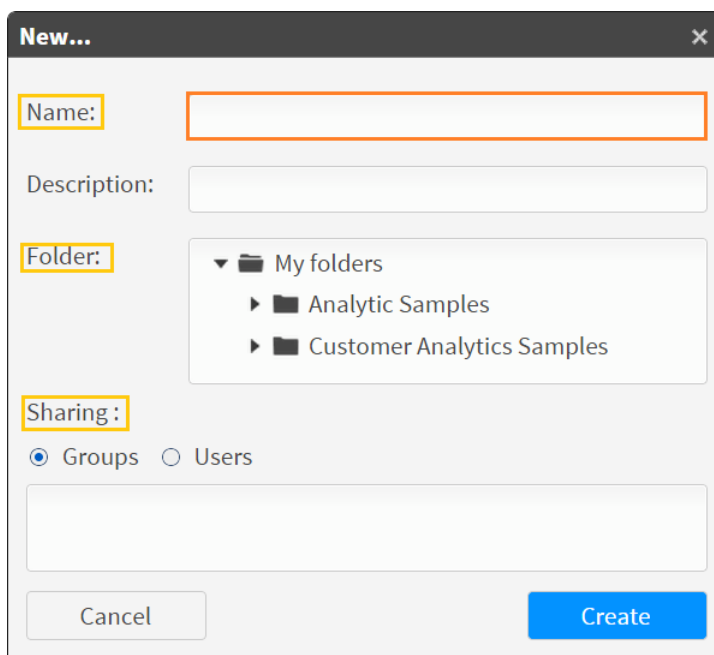 New...
Name:
Description:
Folder:
My folders
Analytic Samples
Customer Analytics Samples
Sharing :
Groups Users
Cancel Create